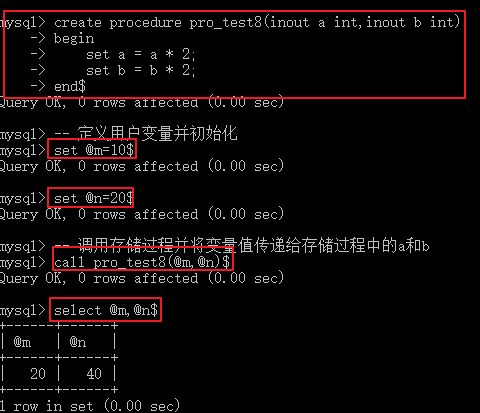 mysql> create procedure pro_test8(inout a int,inout b int)
    -> begin
    ->     set a = a * 2;
    ->     set b = b * 2;
    -> end$
Query OK, 0 rows affected (0.00 sec)
mysql> -- 定义用户变量并初始化
mysql> set @m=10$
Query OK, 0 rows affected (0.00 sec)
mysql> set @n=20$
Query OK, 0 rows affected (0.00 sec)
mysql> -- 调用存储过程并将变量值传递给存储过程中的a和b
mysql> call pro_test8(@m,@n)$
Query OK, 0 rows affected (0.00 sec)
mysql> select @m,@n$
+------+------+
| @m   | @n   |
+------+------+
|   20 |   40 |
+------+------+
1 row in set (0.00 sec)